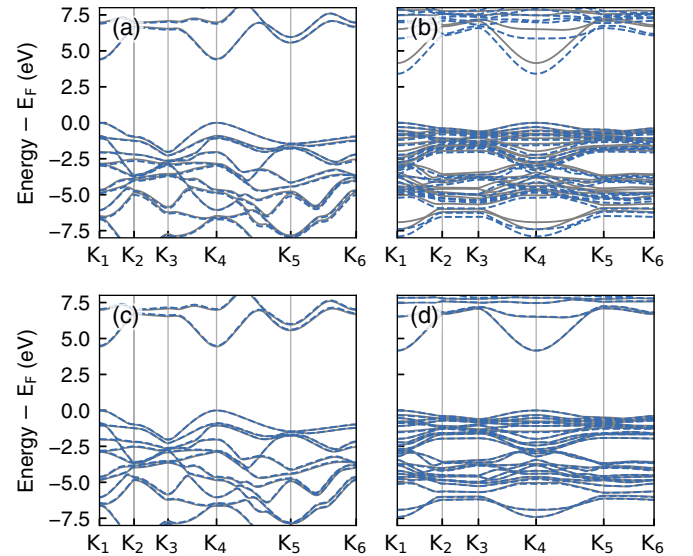 (a)
(b)
7.5
5.0
2.5
0.0
−2.5
−5.0
−7.5
Energy − E_F (eV)
K₁ K₂ K₃ K₄ K₅ K₆
K₁ K₂ K₃ K₄ K₅ K₆
(c)
(d)
7.5
5.0
2.5
0.0
−2.5
−5.0
−7.5
Energy − E_F (eV)
K₁ K₂ K₃ K₄ K₅ K₆
K₁ K₂ K₃ K₄ K₅ K₆